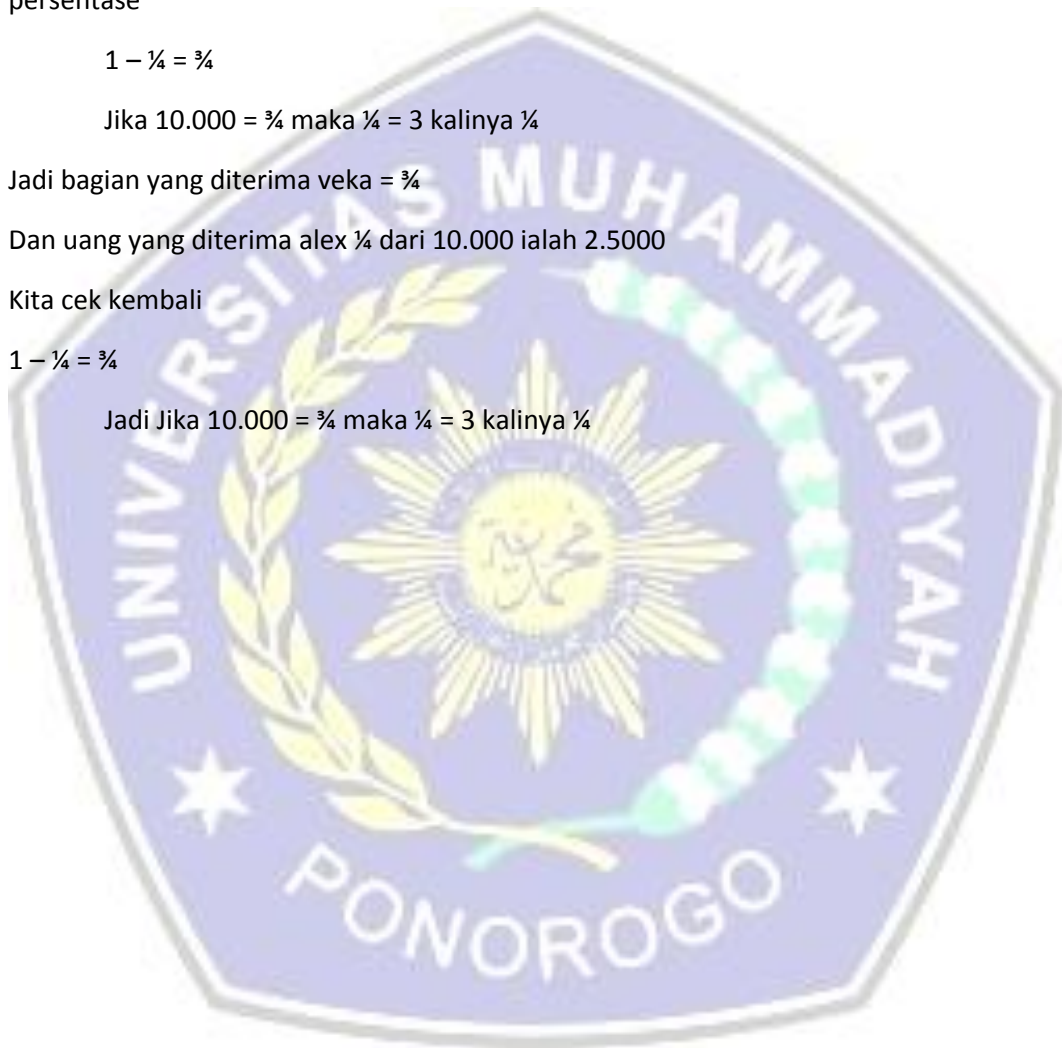 persentase
1 – ¼ = ¾
Jika 10.000 = ¾ maka ¼ = 3 kalinya ¼
Jadi bagian yang diterima veka = ¾
Dan uang yang diterima alex ¼ dari 10.000 ialah 2.5000
Kita cek kembali
1 – ¼ = ¾
Jadi Jika 10.000 = ¾ maka ¼ = 3 kalinya ¼
UNIVERSITAS MUHAMMADIYAH
PONOROGO